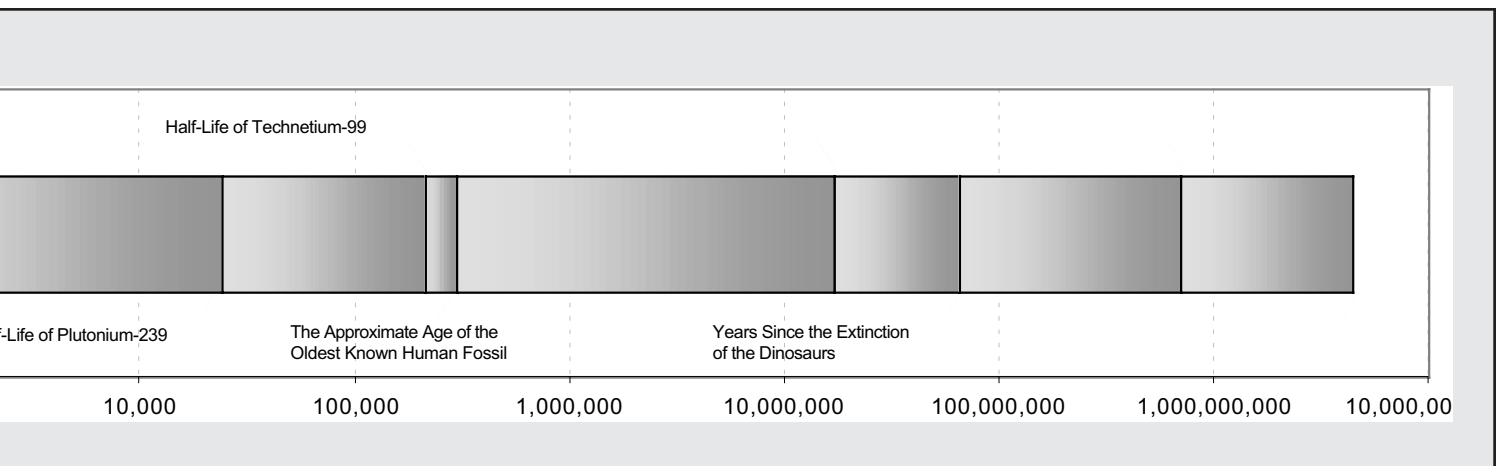 Half-Life of Technetium-99
-Life of Plutonium-239
The Approximate Age of the
Oldest Known Human Fossil
Years Since the Extinction
of the Dinosaurs
10,000 100,000 1,000,000 10,000,000 100,000,000 1,000,000,000 10,000,00